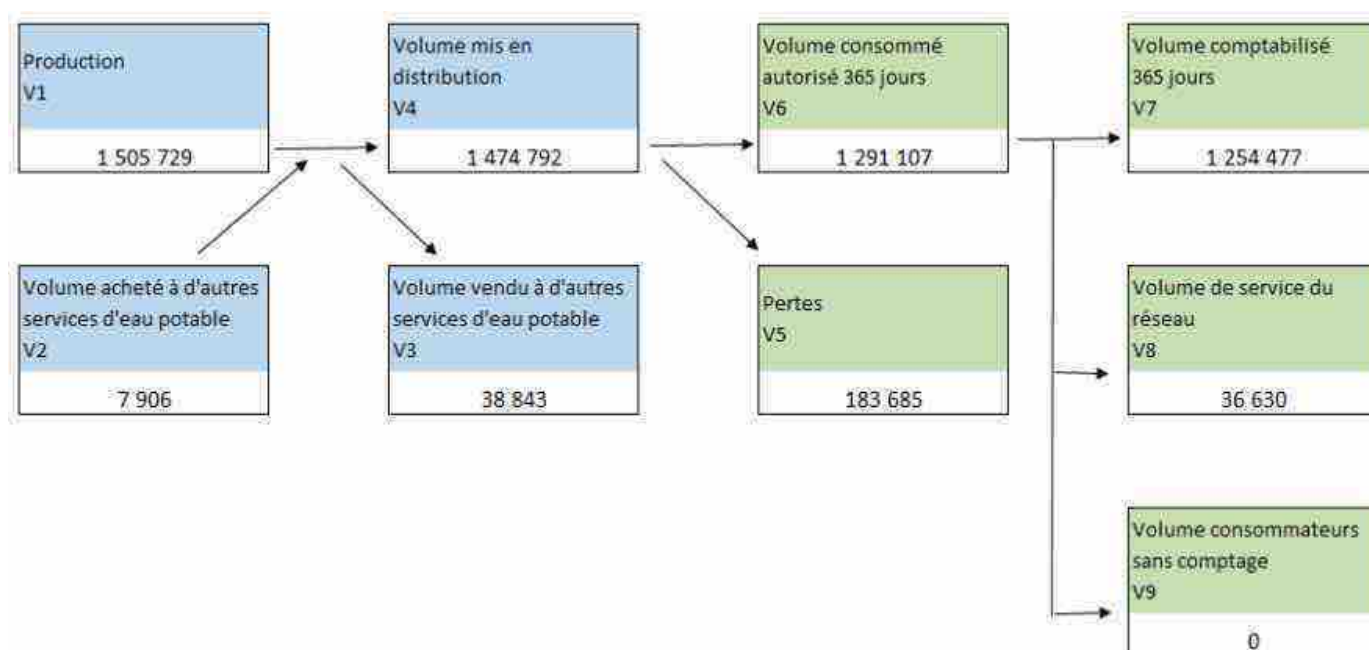 Production
V1
1 505 729
Volume mis en
distribution
V4
1 474 792
Volume consommé
autorisé 365 jours
V6
1 291 107
Volume comptabilisé
365 jours
V7
1 254 477
Volume acheté à d'autres
services d'eau potable
V2
7 906
Volume vendu à d'autres
services d'eau potable
V3
38 843
Pertes
V5
183 685
Volume de service du
réseau
V8
36 630
Volume consommateurs
sans comptage
V9
0